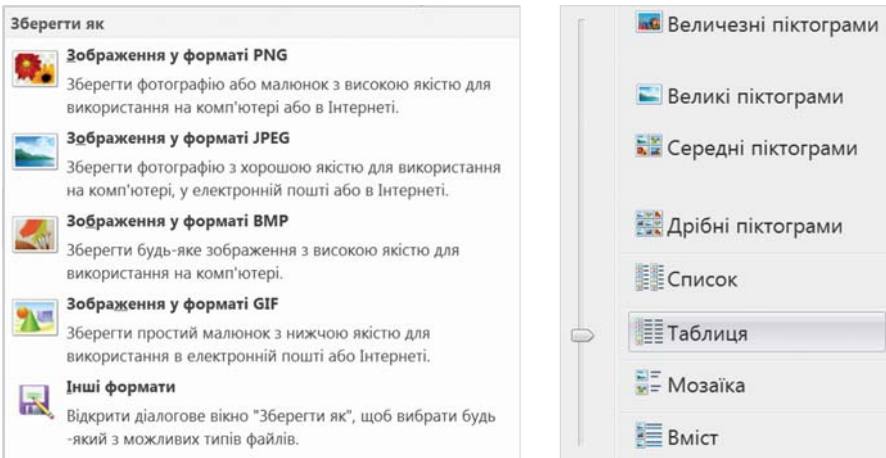 Зберегти як
Зображення у форматі PNG
Зберегти фотографію або малюнок з високою якістю для
використання на комп'ютері або в Інтернеті.
Зображення у форматі JPEG
Зберегти фотографію з хорошою якістю для використання
на комп'ютері, у електронній пошті або в Інтернеті.
Зображення у форматі BMP
Зберегти будь-яке зображення з високою якістю для
використання на комп'ютері.
Зображення у форматі GIF
Зберегти простий малюнок з нижчою якістю для
використання в електронній пошті або Інтернеті.
Інші формати
Відкрити діалогове вікно "Зберегти як", щоб вибрати будь
-який з можливих типів файлів.
Величезні піктограми
Великі піктограми
Середні піктограми
Дрібні піктограми
Список
Таблиця
Мозаїка
Вміст